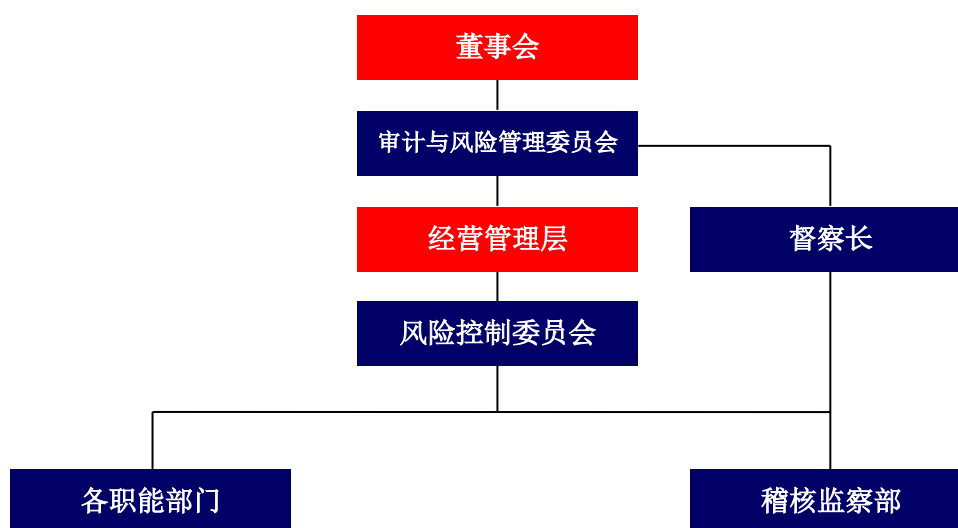 董事会
审计与风险管理委员会
经营管理层
督察长
风险控制委员会
各职能部门
稽核监察部